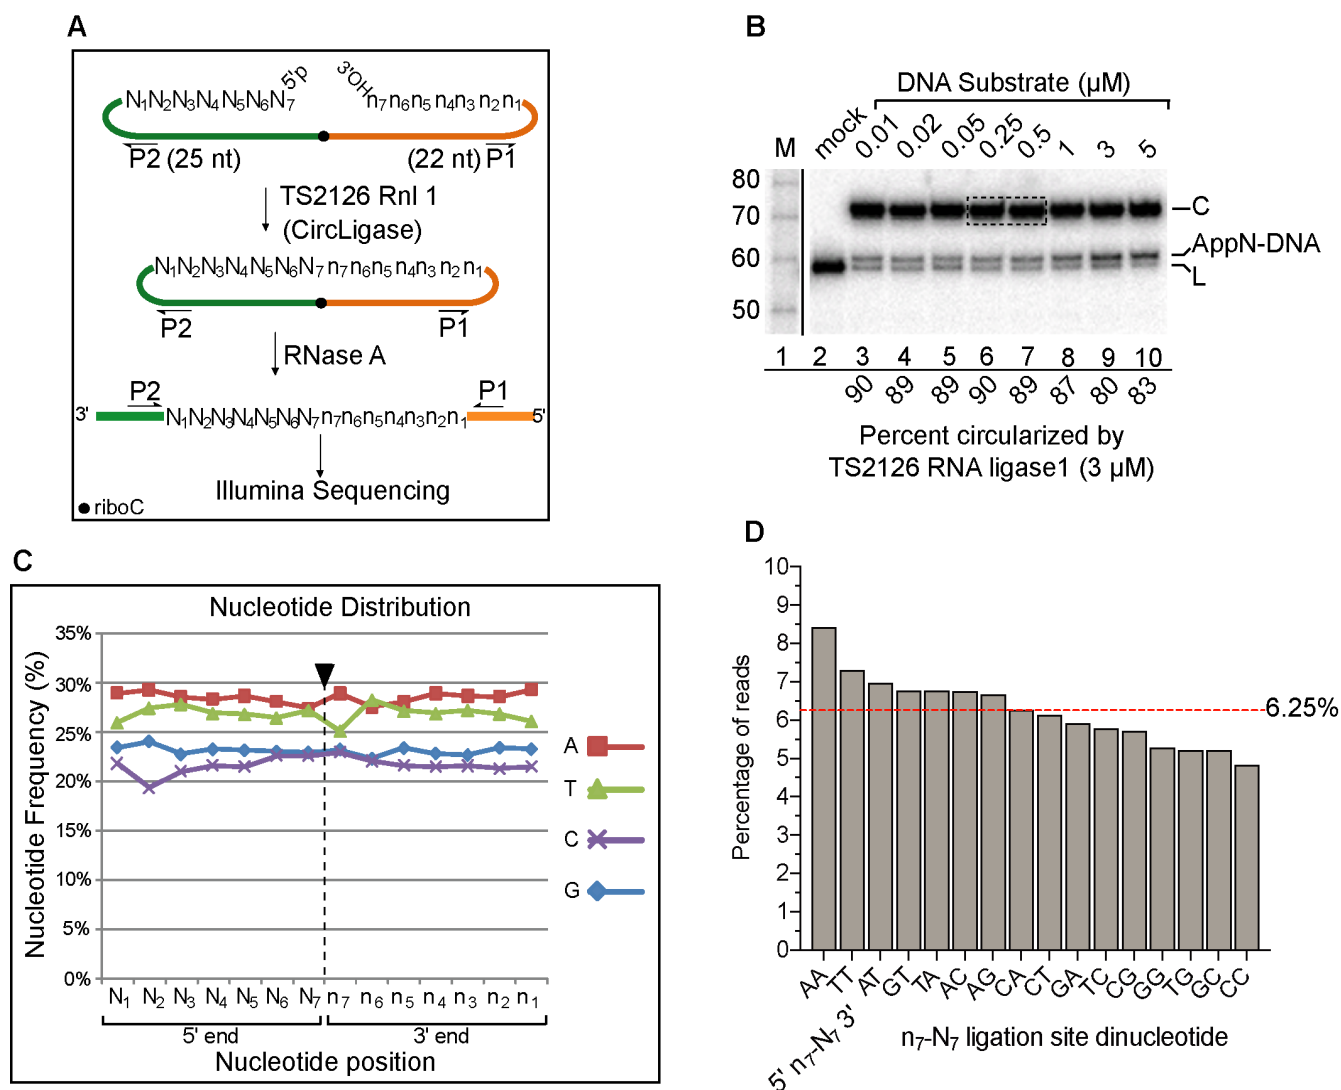 A
N1N2N3N4N5N6N7 5'p 3'OH n7n6n5n4n3n2n1
P2 (25 nt) (22 nt) P1
TS2126 Rnl 1
(CircLigase)
N1N2N3N4N5N6N7n7n6n5n4n3n2n1
P2 P1
RNase A
P2 P1
3' N1N2N3N4N5N6N7n7n6n5n4n3n2n1 5'
Illumina Sequencing
riboC
B
DNA Substrate (µM)
M mock 0.01 0.02 0.05 0.25 0.5 1 3 5
80
70
60
50
C
AppN-DNA
L
1 2 3 4 5 6 7 8 9 10
90 89 89 90 89 87 80 83
Percent circularized by
TS2126 RNA ligase1 (3 µM)
C
Nucleotide Distribution
Nucleotide Frequency (%)
35%
30%
25%
20%
15%
10%
5%
0%
A
T
C
G
N1 N2 N3 N4 N5 N6 N7 n7 n6 n5 n4 n3 n2 n1
5' end 3' end
Nucleotide position
D
Percentage of reads
10
9
8
7
6
5
4
3
2
1
0
6.25%
AA TT AT GT TA AC AG CA CT GA TC CG GG TG GC CC
5' n7-N7 3'
n7-N7 ligation site dinucleotide